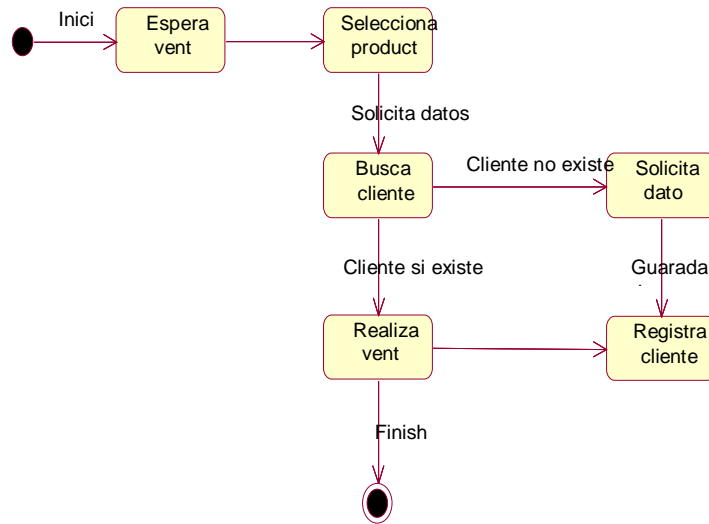 Inici
Espera
vent
Selecciona
product
Solicita datos
Busca
cliente
Cliente no existe
Solicita
dato
Cliente si existe
Guarada
Realiza
vent
Registra
cliente
Finish